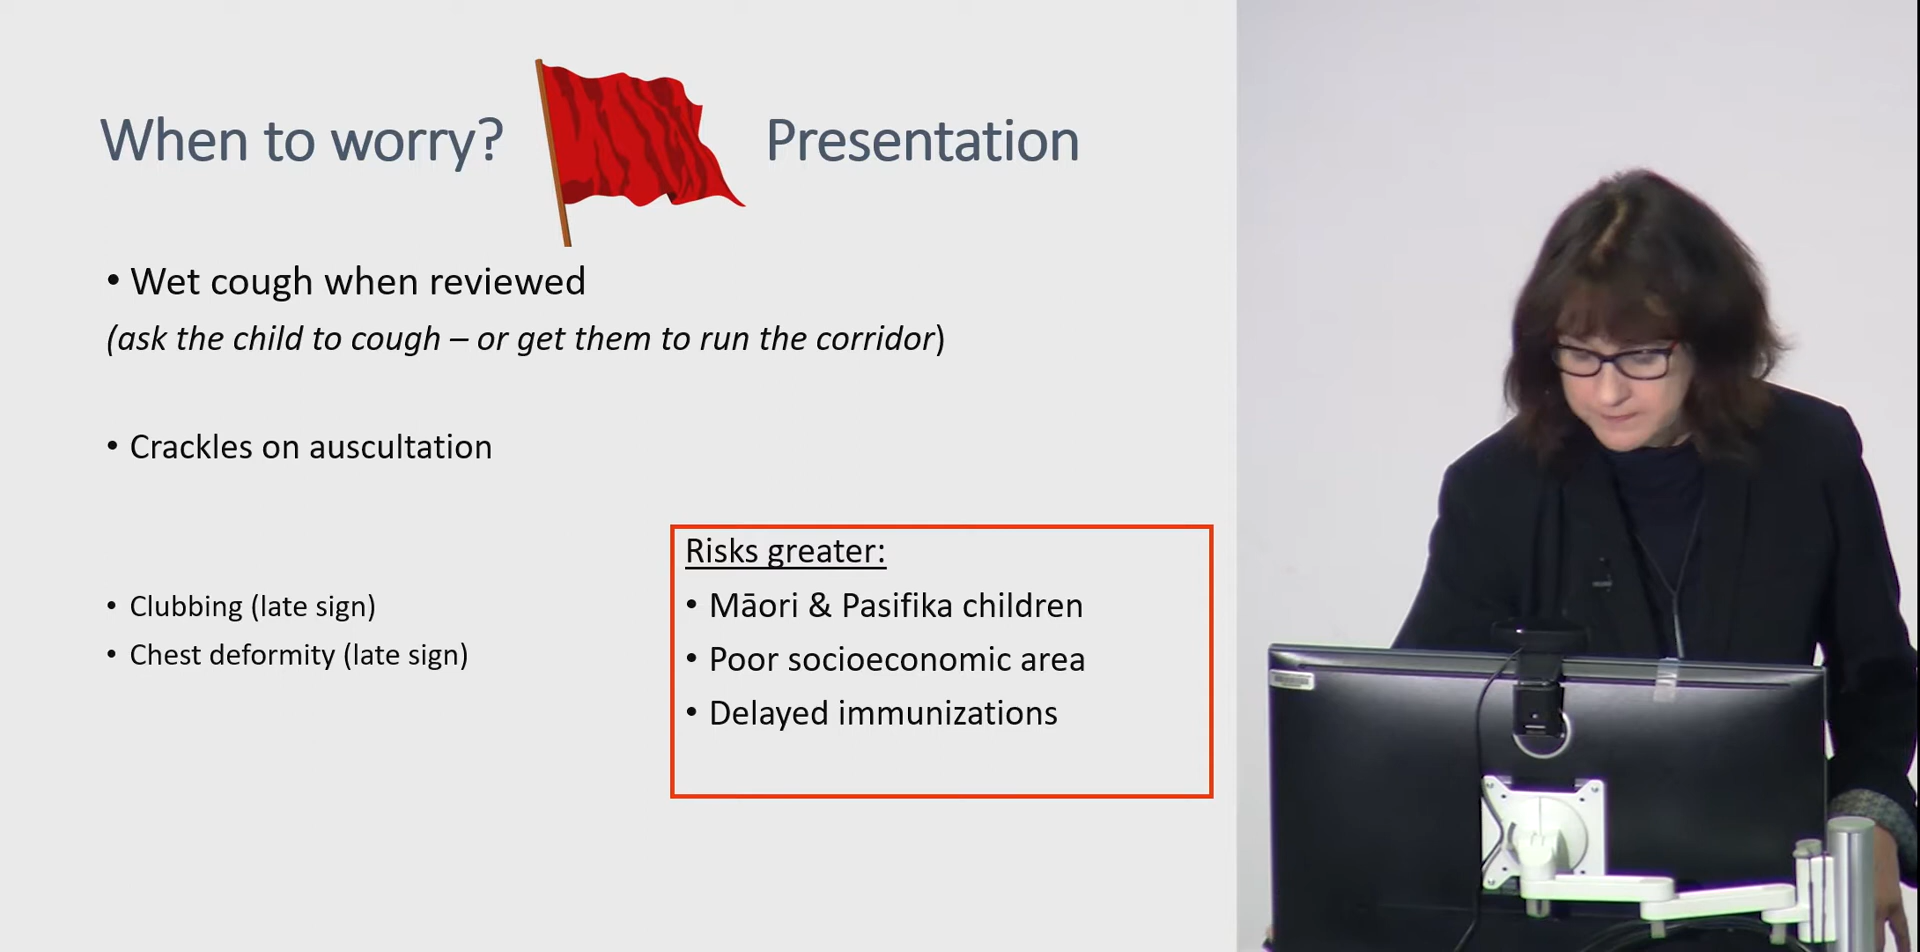 When to worry? Presentation
• Wet cough when reviewed
(ask the child to cough – or get them to run the corridor)
• Crackles on auscultation
• Clubbing (late sign)
• Chest deformity (late sign)
Risks greater:
• Māori & Pasifika children
• Poor socioeconomic area
• Delayed immunizations